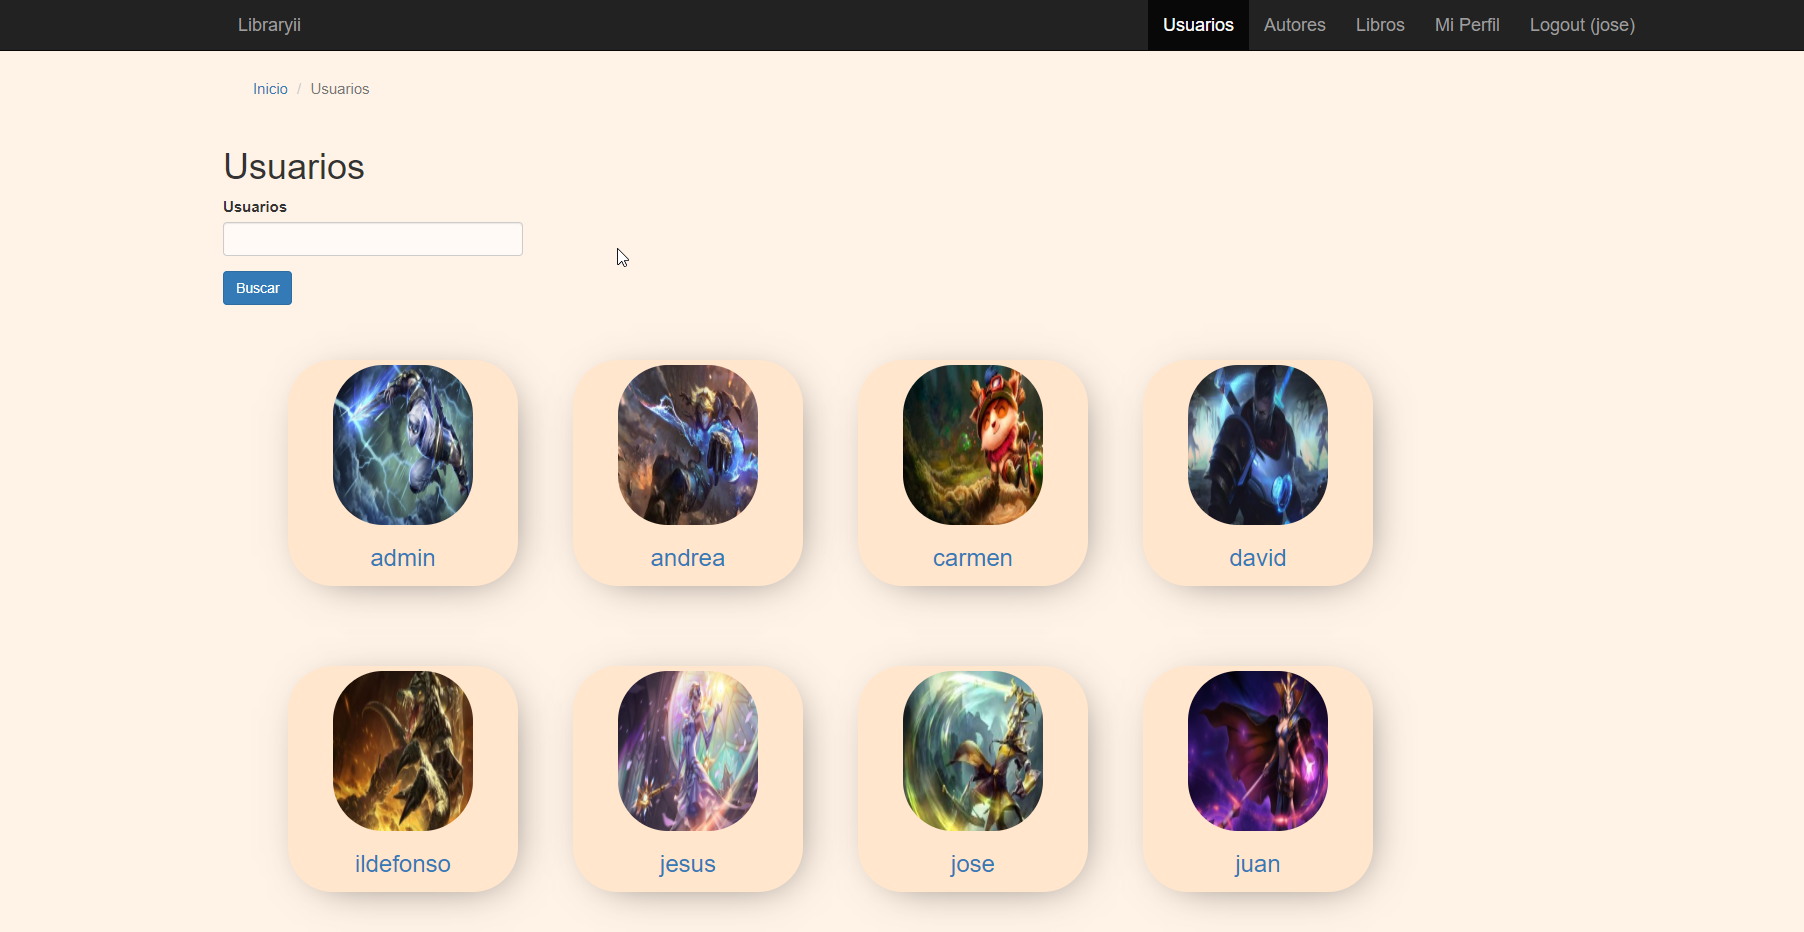 Libraryii Usuarios Autores Libros Mi Perfil Logout (jose)
Inicio / Usuarios
Usuarios
Usuarios
Buscar
admin andrea carmen david
ildefonso jesus jose juan